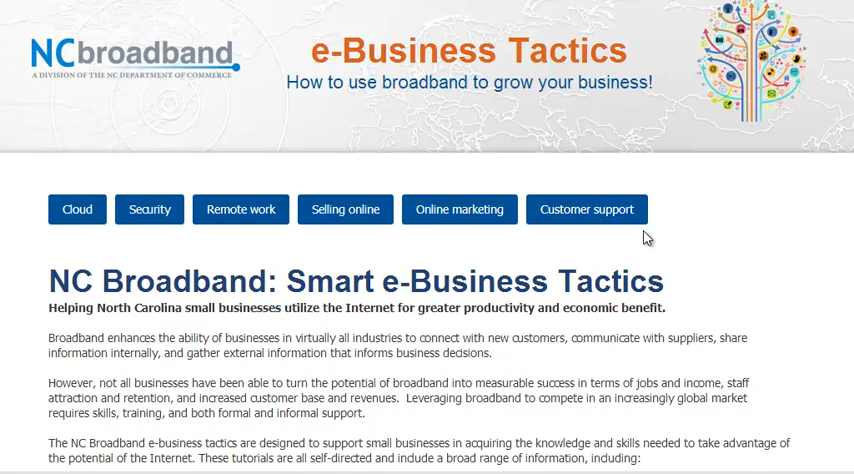 NCbroadband
A DIVISION OF THE NC DEPARTMENT OF COMMERCE
e-Business Tactics
How to use broadband to grow your business!
Cloud
Security
Remote work
Selling online
Online marketing
Customer support
NC Broadband: Smart e-Business Tactics
Helping North Carolina small businesses utilize the Internet for greater productivity and economic benefit.
Broadband enhances the ability of businesses in virtually all industries to connect with new customers, communicate with suppliers, share
information internally, and gather external information that informs business decisions.
However, not all businesses have been able to turn the potential of broadband into measurable success in terms of jobs and income, staff
attraction and retention, and increased customer base and revenues. Leveraging broadband to compete in an increasingly global market
requires skills, training, and both formal and informal support.
The NC Broadband e-business tactics are designed to support small businesses in acquiring the knowledge and skills needed to take advantage of
the potential of the Internet. These tutorials are all self-directed and include a broad range of information, including: